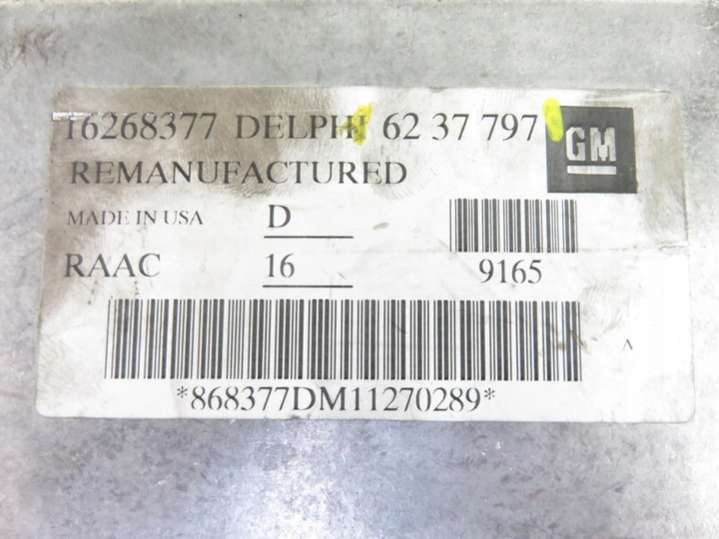 16268377 DELPHI 62 37 797 GM
REMANUFACTURED
MADE IN USA D
RAAC 16 9165
A
*868377DM11270289*